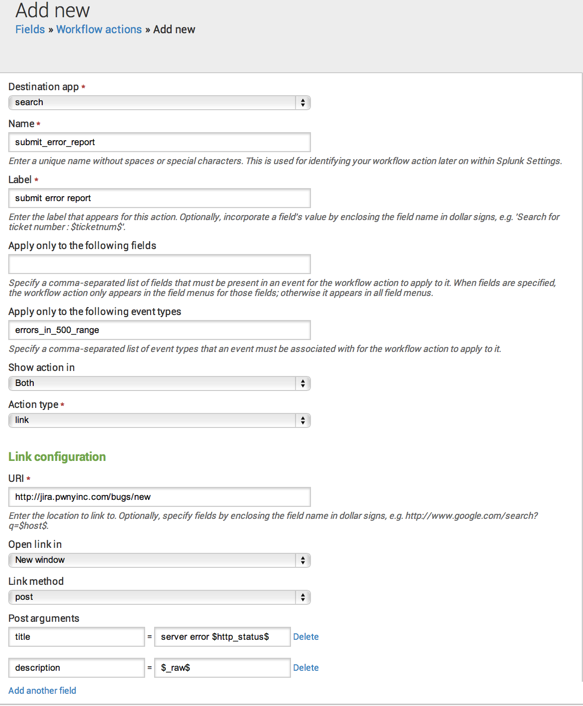 Add new
Fields » Workflow actions » Add new
Destination app *
search
Name *
submit_error_report
Enter a unique name without spaces or special characters. This is used for identifying your workflow action later on within Splunk Settings.
Label *
submit error report
Enter the label that appears for this action. Optionally, incorporate a field's value by enclosing the field name in dollar signs, e.g. 'Search for
ticket number : $ticketnum$'.
Apply only to the following fields
Specify a comma-separated list of fields that must be present in an event for the workflow action to apply to it. When fields are specified,
the workflow action only appears in the field menus for those fields; otherwise it appears in all field menus.
Apply only to the following event types
errors_in_500_range
Specify a comma-separated list of event types that an event must be associated with for the workflow action to apply to it.
Show action in
Both
Action type *
link
Link configuration
URI *
http://jira.pwnyinc.com/bugs/new
Enter the location to link to. Optionally, specify fields by enclosing the field name in dollar signs, e.g. http://www.google.com/search?
q=$host$.
Open link in
New window
Link method
post
Post arguments
title = server error $http_status$ Delete
description = $_raw$ Delete
Add another field